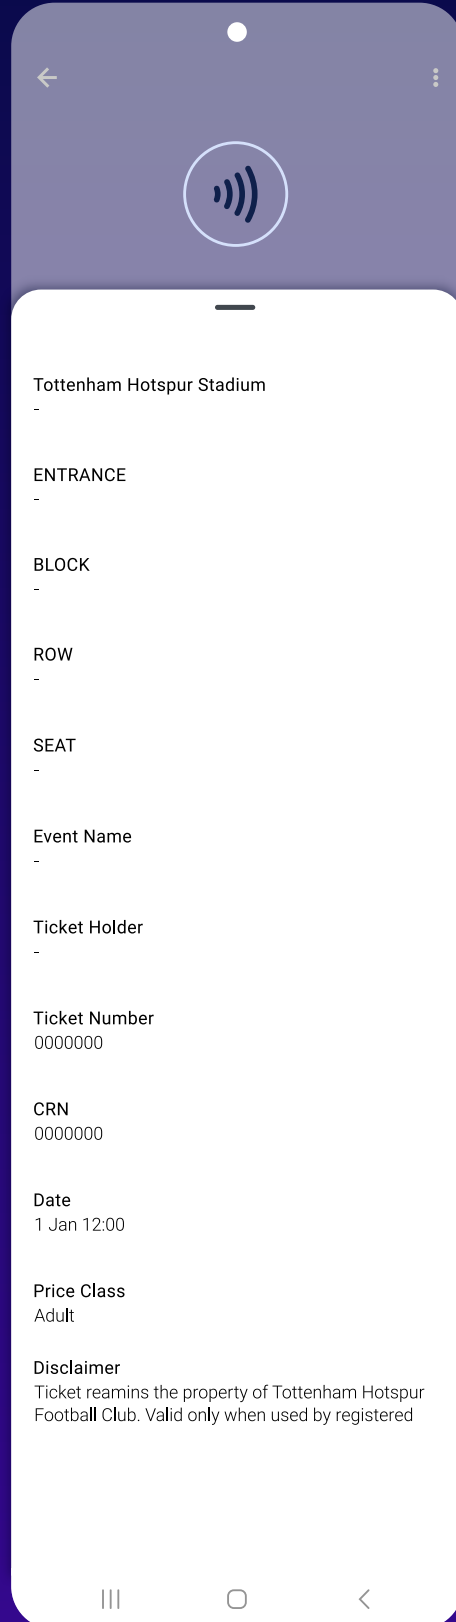 Tottenham Hotspur Stadium
-
ENTRANCE
-
BLOCK
-
ROW
-
SEAT
-
Event Name
-
Ticket Holder
-
Ticket Number
0000000
CRN
0000000
Date
1 Jan 12:00
Price Class
Adult
Disclaimer
Ticket reamins the property of Tottenham Hotspur
Football Club. Valid only when used by registered